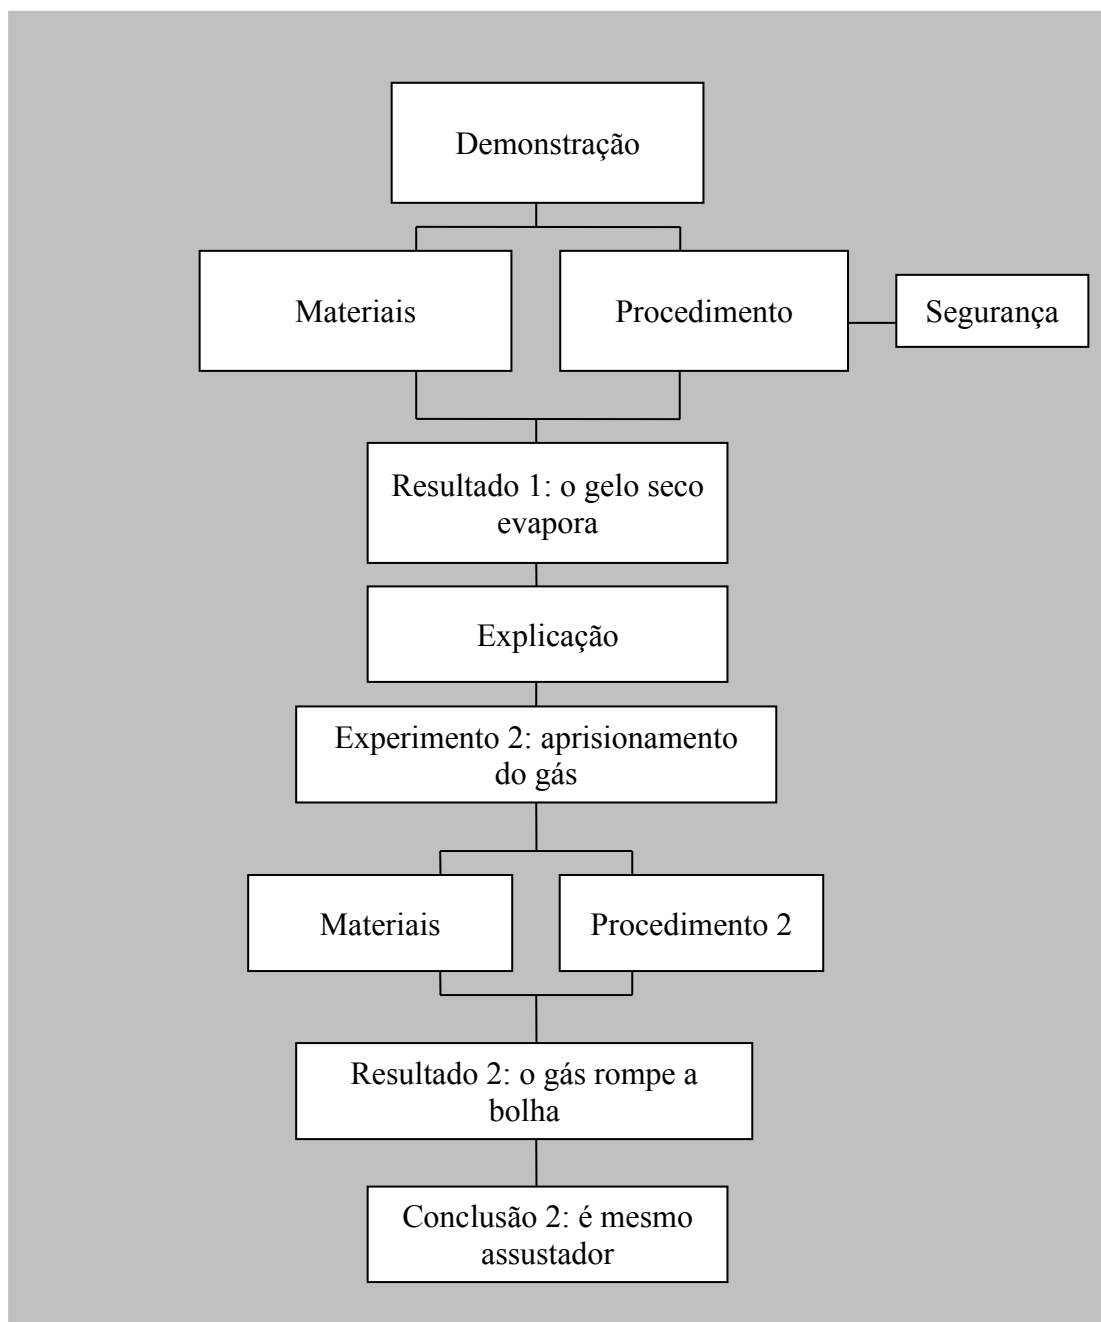 Demonstração
Materiais
Procedimento
Segurança
Resultado 1: o gelo seco
evapora
Explicação
Experimento 2: aprisionamento
do gás
Materiais
Procedimento 2
Resultado 2: o gás rompe a
bolha
Conclusão 2: é mesmo
assustador